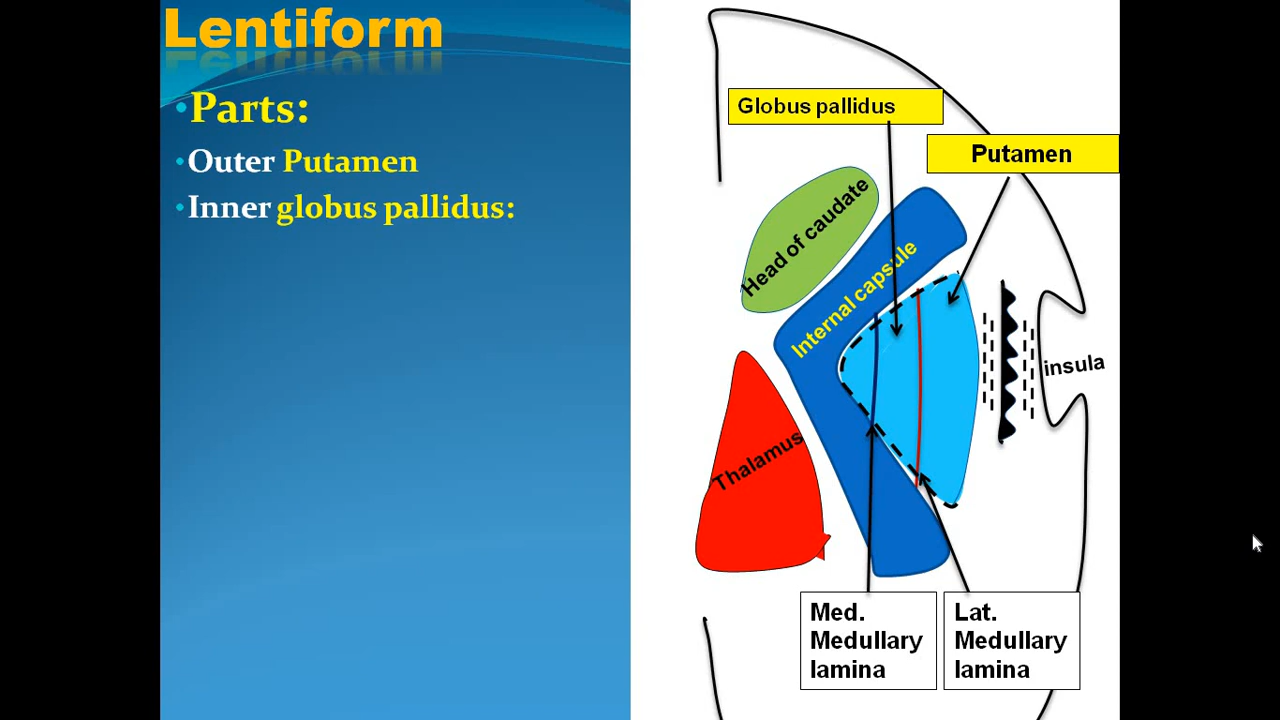 Lentiform
•Parts:
•Outer Putamen
•Inner globus pallidus:
Globus pallidus
Putamen
Head of caudate
Internal capsule
insula
Thalamus
Med.
Medullary
lamina
Lat.
Medullary
lamina